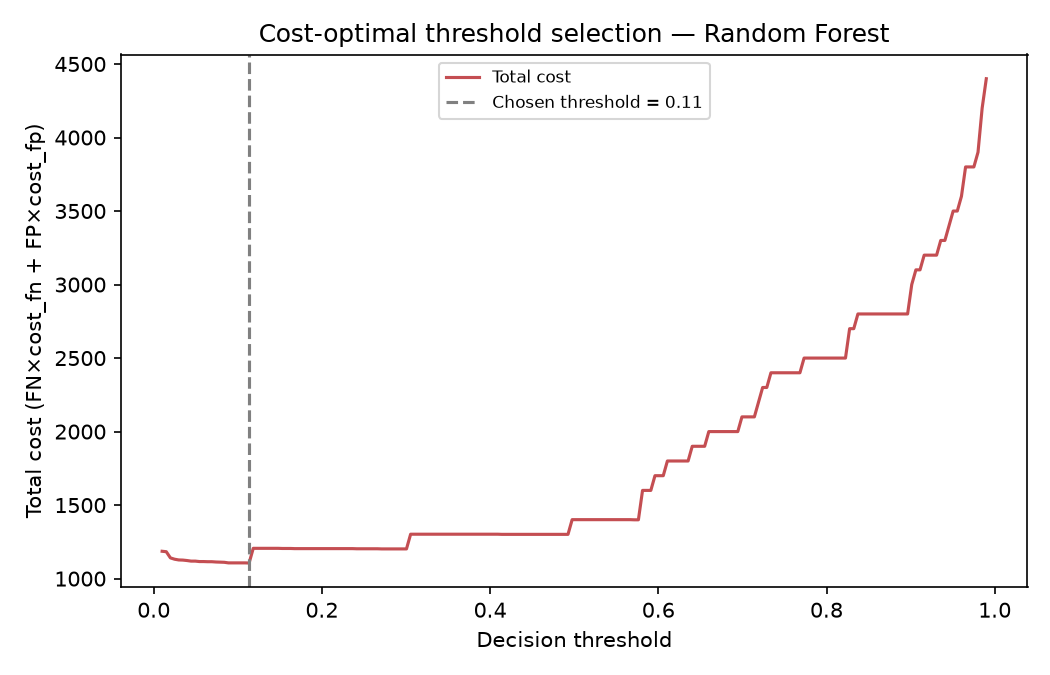 Cost-optimal threshold selection — Random Forest
Total cost
Chosen threshold = 0.11
Total cost (FN×cost_fn + FP×cost_fp)
4500
4000
3500
3000
2500
2000
1500
1000
0.0 0.2 0.4 0.6 0.8 1.0
Decision threshold